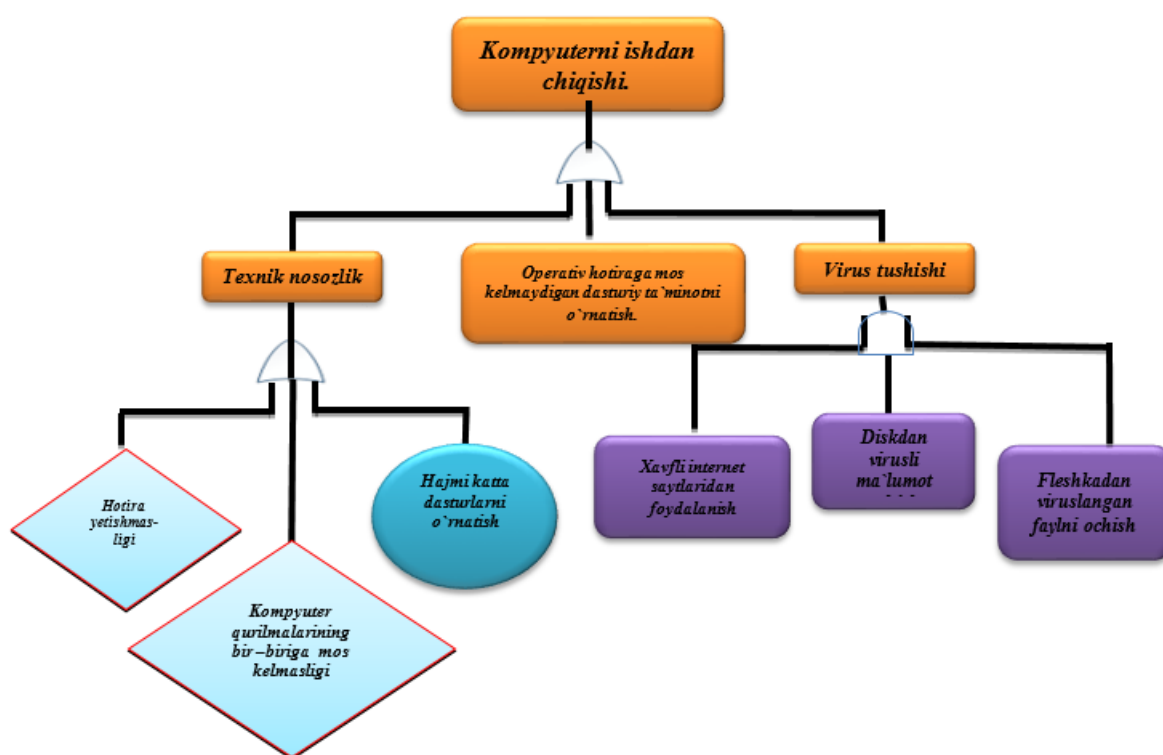 Kompyuterni ishdan
chiqishi.
Texnik nosozlik
Operativ hotiraga mos
kelmaydigan dasturiy ta`minotni
o`rnatish.
Virus tushishi
Hotira
yetishmas-
ligi
Kompyuter
qurilmalarining
bir–biriga mos
kelmasligi
Hajmi katta
dasturlarni
o`rnatish
Xavfli internet
saytlaridan
foydalanish
Diskdan
virusli
ma`lumot
Fleshkadan
viruslangan
faylni ochish